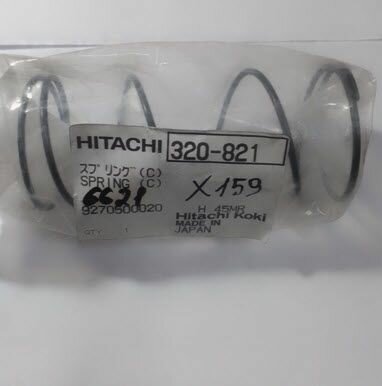 HITACHI 320-821
スプリング(C)
SPRING (C) X159
6621
9270500020 H 45MR
Hitachi Koki
MADE IN
QTY 1 JAPAN